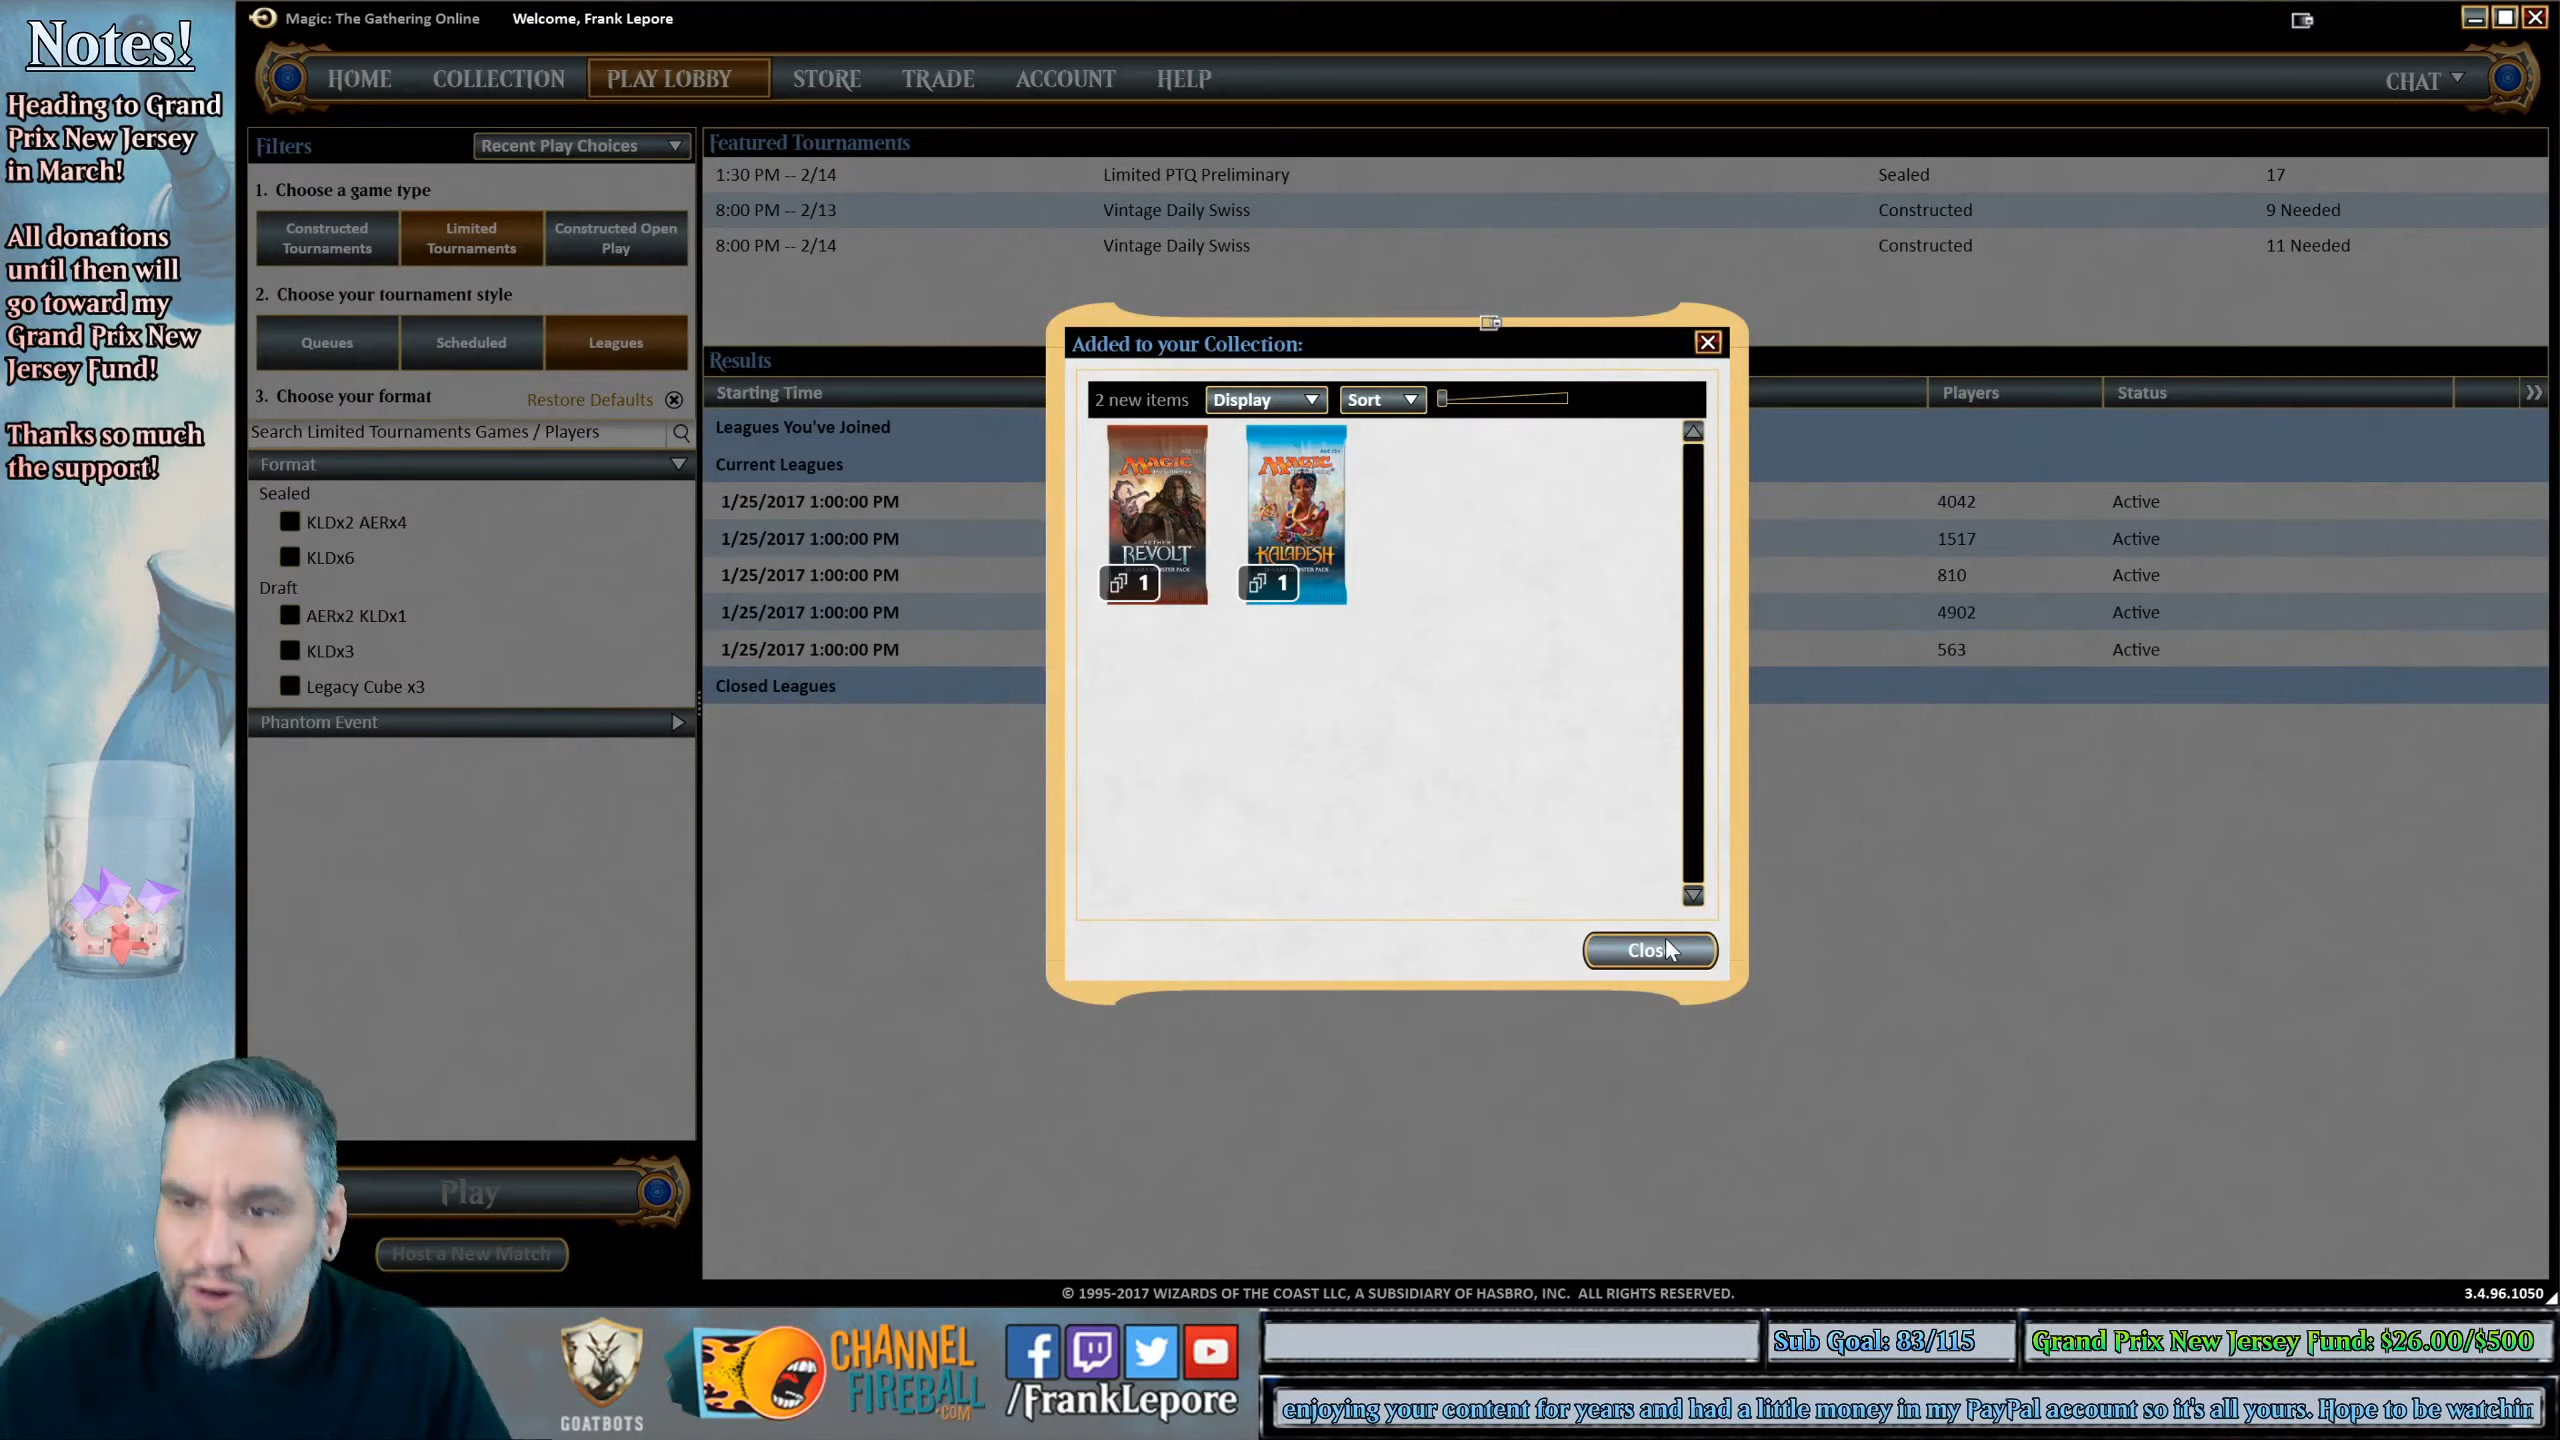 Notes!
Heading to Grand
Prix New Jersey
in March!
All donations
until then will
go toward my
Grand Prix New
Jersey Fund!
Thanks so much
the support!
Magic: The Gathering Online
Welcome, Frank Lepore
HOME
COLLECTION
PLAY LOBBY
STORE
TRADE
ACCOUNT
HELP
CHAT
Filters
Recent Play Choices
1. Choose a game type
Constructed
Tournaments
Limited
Tournaments
Constructed Open
Play
2. Choose your tournament style
Queues
Scheduled
Leagues
3. Choose your format
Restore Defaults
Search Limited Tournaments Games / Players
Format
Sealed
KLDx2 AERx4
KLDx6
Draft
AERx2 KLDx1
KLDx3
Legacy Cube x3
Phantom Event
Play
Host a New Match
Featured Tournaments
1:30 PM -- 2/14 Limited PTQ Preliminary Sealed 17
8:00 PM -- 2/13 Vintage Daily Swiss Constructed 9 Needed
8:00 PM -- 2/14 Vintage Daily Swiss Constructed 11 Needed
Results
Starting Time Players Status
Leagues You've Joined
Current Leagues
1/25/2017 1:00:00 PM 4042 Active
1/25/2017 1:00:00 PM 1517 Active
1/25/2017 1:00:00 PM 810 Active
1/25/2017 1:00:00 PM 4902 Active
1/25/2017 1:00:00 PM 563 Active
Closed Leagues
Added to your Collection:
2 new items
Display
Sort
MAGIC
AETHER
REVOLT
1
MAGIC
KALADESH
1
Clos
© 1995-2017 WIZARDS OF THE COAST LLC, A SUBSIDIARY OF HASBRO, INC. ALL RIGHTS RESERVED.
3.4.96.1050
GOATBOTS
CHANNEL
FIREBALL
.COM
/FrankLepore
Sub Goal: 83/115
Grand Prix New Jersey Fund: $26.00/$500
enjoying your content for years and had a little money in my PayPal account so it's all yours. Hope to be watchin